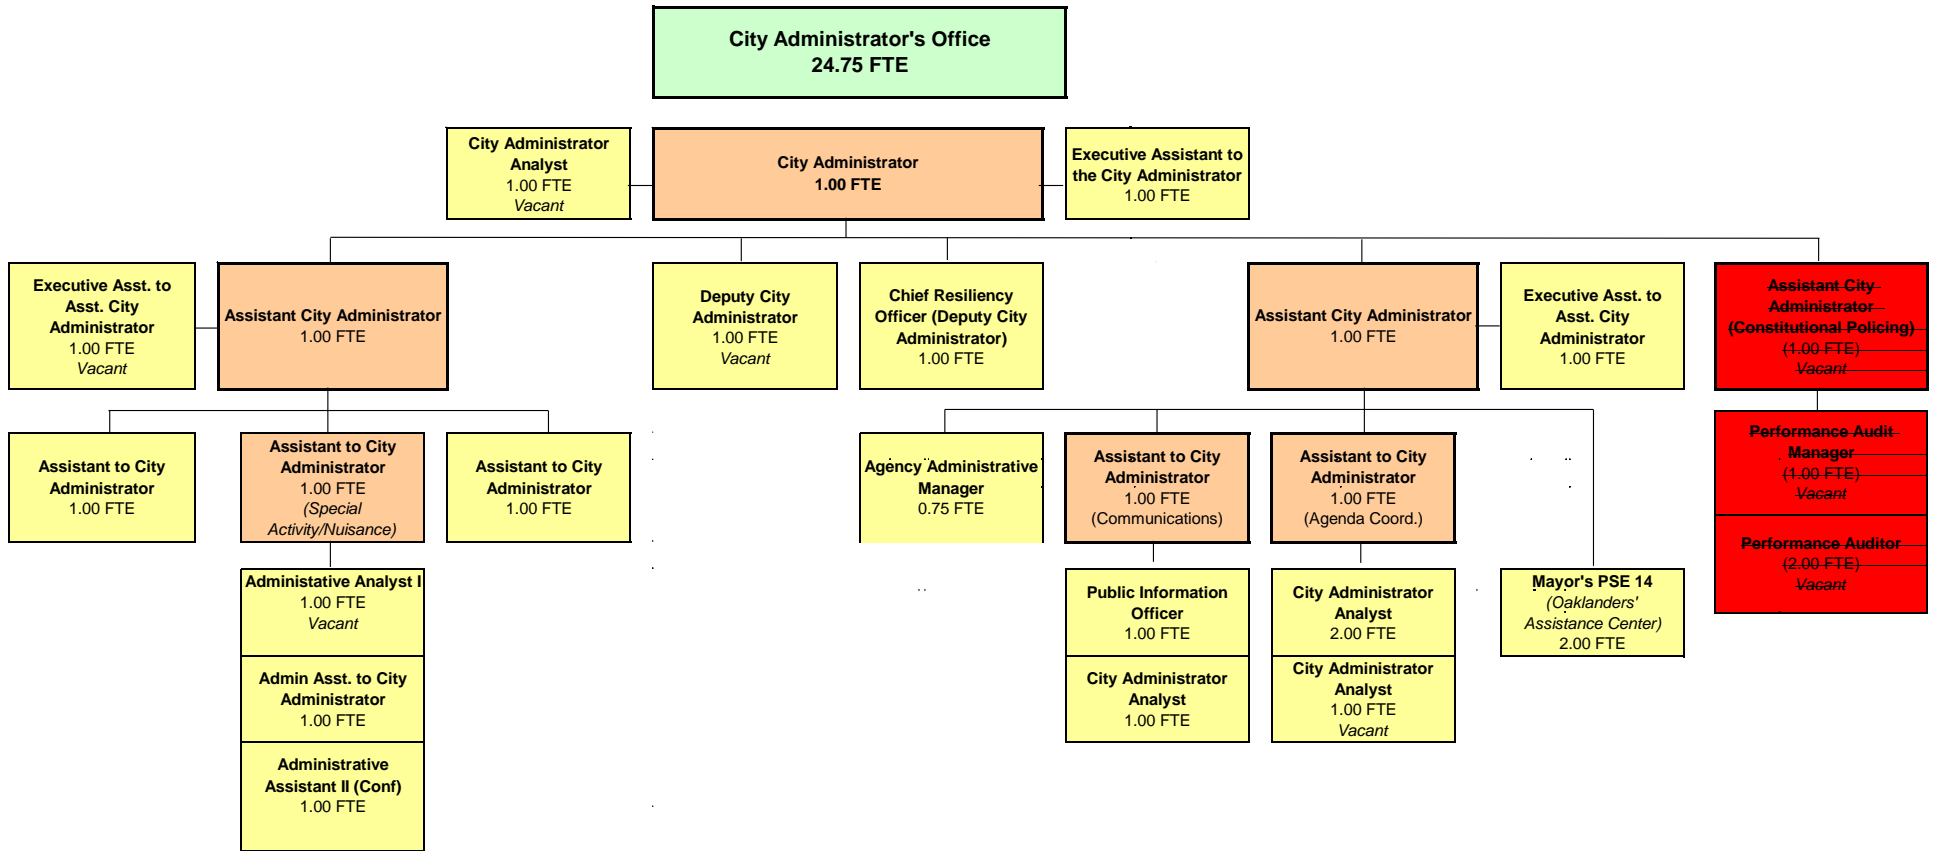 City Administrator's Office
24.75 FTE
City Administrator
Analyst
1.00 FTE
Vacant
City Administrator
1.00 FTE
Executive Assistant to
the City Administrator
1.00 FTE
Executive Asst. to
Asst. City
Administrator
1.00 FTE
Vacant
Assistant City Administrator
1.00 FTE
Deputy City
Administrator
1.00 FTE
Vacant
Chief Resiliency
Officer (Deputy City
Administrator)
1.00 FTE
Assistant City Administrator
1.00 FTE
Executive Asst. to
Asst. City
Administrator
1.00 FTE
Assistant City
Administrator
(Constitutional Policing)
(1.00 FTE)
Vacant
Assistant to City
Administrator
1.00 FTE
Assistant to City
Administrator
1.00 FTE
(Special
Activity/Nuisance)
Assistant to City
Administrator
1.00 FTE
Agency Administrative
Manager
0.75 FTE
Assistant to City
Administrator
1.00 FTE
(Communications)
Assistant to City
Administrator
1.00 FTE
(Agenda Coord.)
Performance Audit
Manager
(1.00 FTE)
Vacant
Performance Auditor
(2.00 FTE)
Vacant
Administative Analyst I
1.00 FTE
Vacant
Admin Asst. to City
Administrator
1.00 FTE
Administrative
Assistant II (Conf)
1.00 FTE
Public Information
Officer
1.00 FTE
City Administrator
Analyst
1.00 FTE
City Administrator
Analyst
2.00 FTE
City Administrator
Analyst
1.00 FTE
Vacant
Mayor's PSE 14
(Oaklanders'
Assistance Center)
2.00 FTE